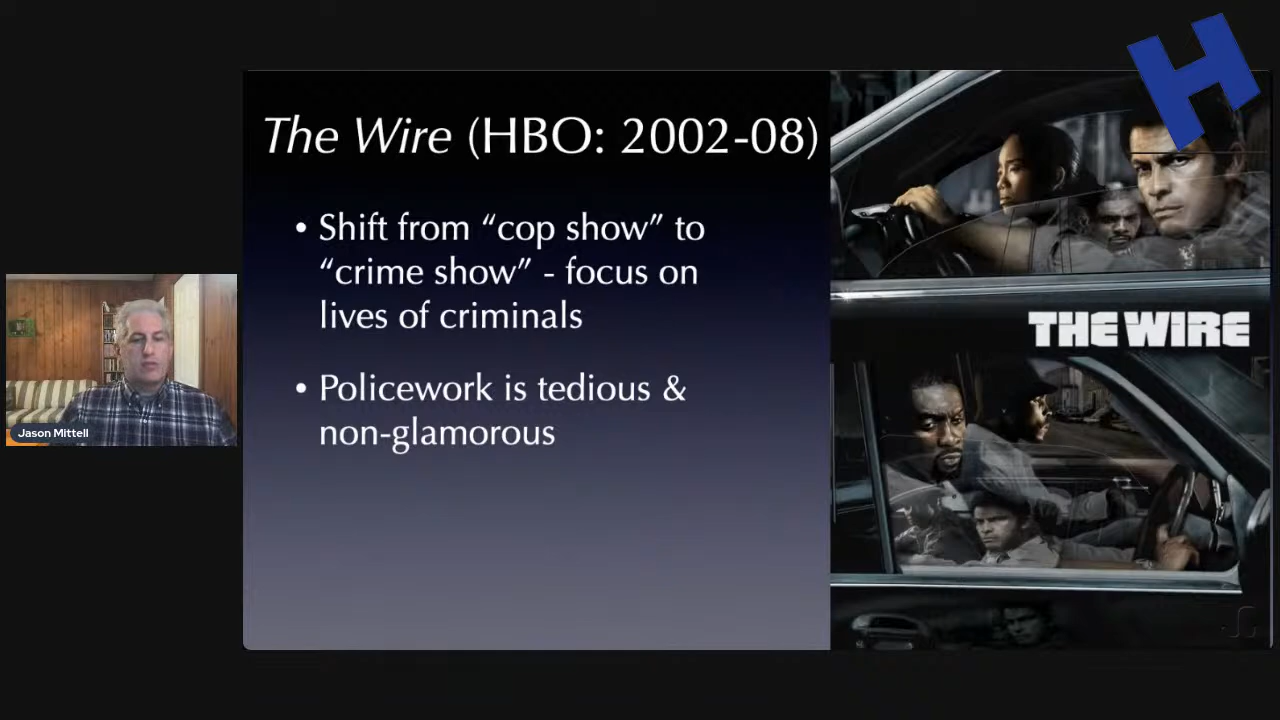 The Wire (HBO: 2002-08)
• Shift from “cop show” to
“crime show” - focus on
lives of criminals
• Policework is tedious &
non-glamorous
THE WIRE
Jason Mittell
H